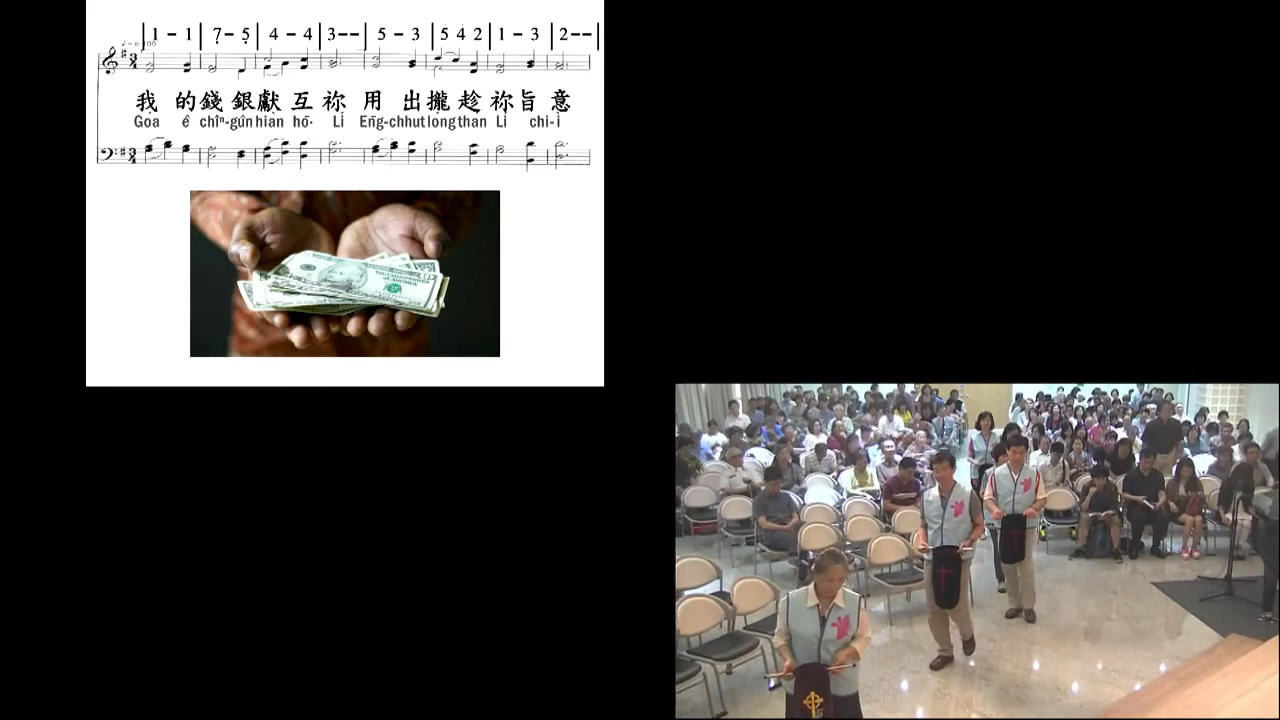 1 - 1 | 7 - 5 | 4 - 4 | 3 - - | 5 - 3 | 5 4 2 | 1 - 3 | 2 - - |
我 的 錢 銀 獻 互 祢 用 出 攏 趁 祢 旨 意
Góa ê chîⁿ-gûn hian hō͘ Lí Ēng-chhut lóng thàn Lí chí-ì